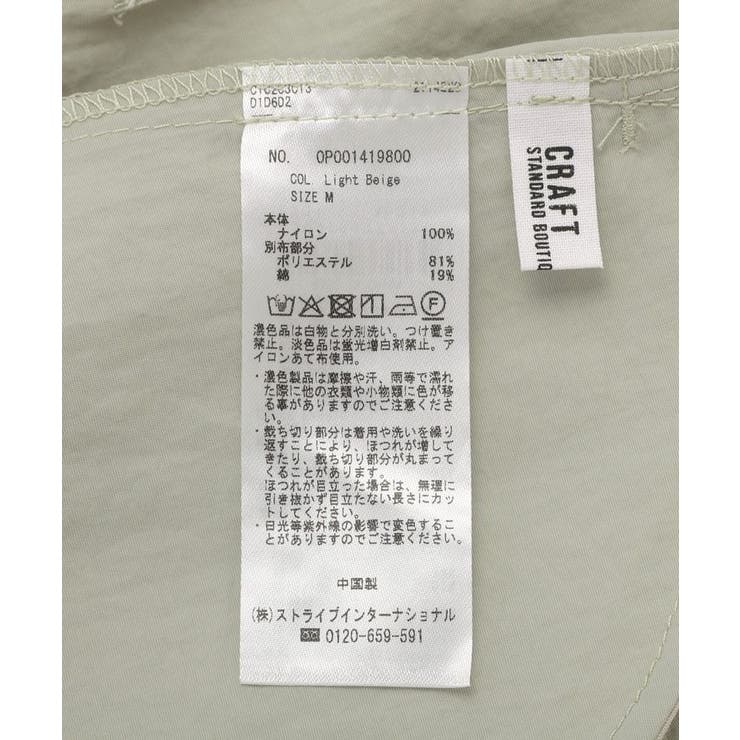 D1D6D2
NO. 0P001419800
COL. Light Beige
SIZE M
本体
ナイロン 100%
別布部分
ポリエステル 81%
綿 19%
濃色品は白物と分別洗い。つけ置き
禁止。淡色品は蛍光増白剤禁止。ア
イロンあて布使用。
・濃色製品は摩擦や汗、雨等で濡れ
た際に他の衣類や小物類に色が移
る事がありますのでご注意くださ
い。
・裁ち切り部分は着用や洗いを繰り
返すことにより、ほつれが増して
きたり、裁ち切り部分が丸まって
くることがあります。
ほつれが目立った場合は、無理に
引き抜かず目立たない長さにカッ
トしてください。
・日光等紫外線の影響で変色するこ
とがありますのでご注意ください。
中国製
(株)ストライプインターナショナル
0120-659-591
CRAFT
STANDARD BOUTIQ